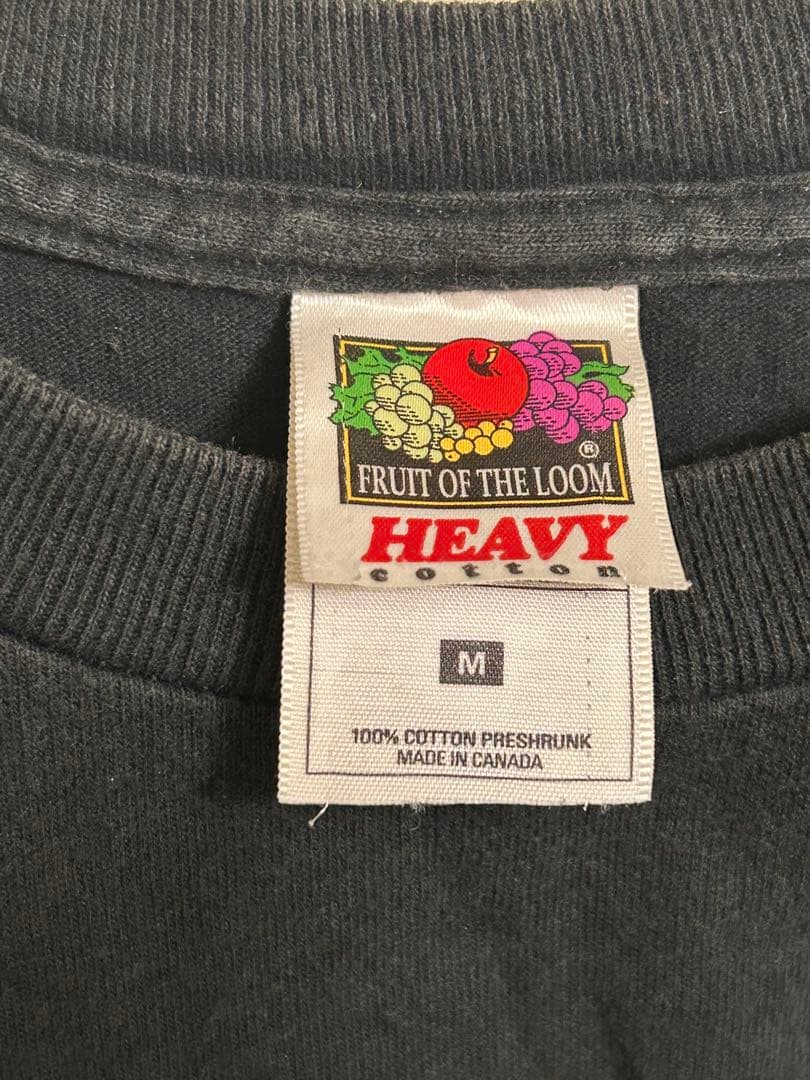 ®
FRUIT OF THE LOOM
HEAVY
cotton
M
100% COTTON PRESHRUNK
MADE IN CANADA